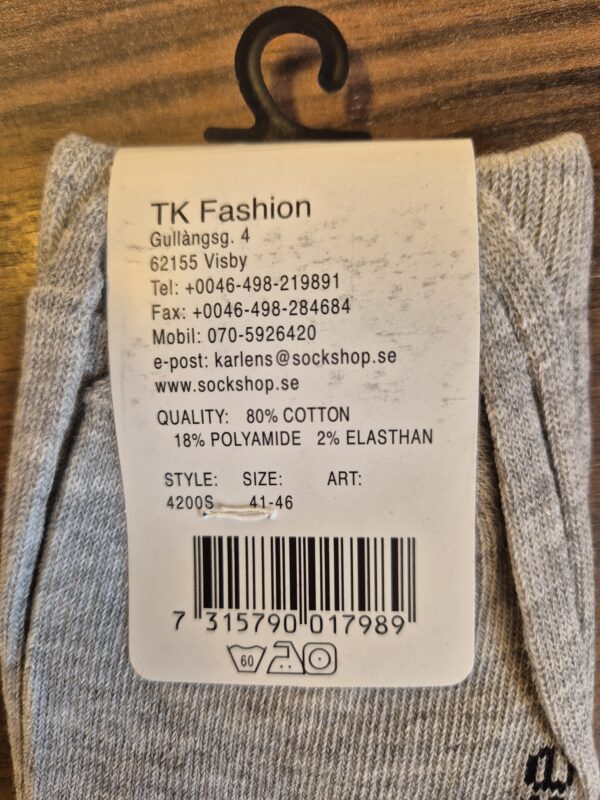 TK Fashion
Gullàngsg. 4
62155 Visby
Tel: +0046-498-219891
Fax: +0046-498-284684
Mobil: 070-5926420
e-post: karlens@sockshop.se
www.sockshop.se
QUALITY: 80% COTTON
18% POLYAMIDE 2% ELASTHAN
STYLE: SIZE: ART:
4200S 41-46
7 315790 017989
60